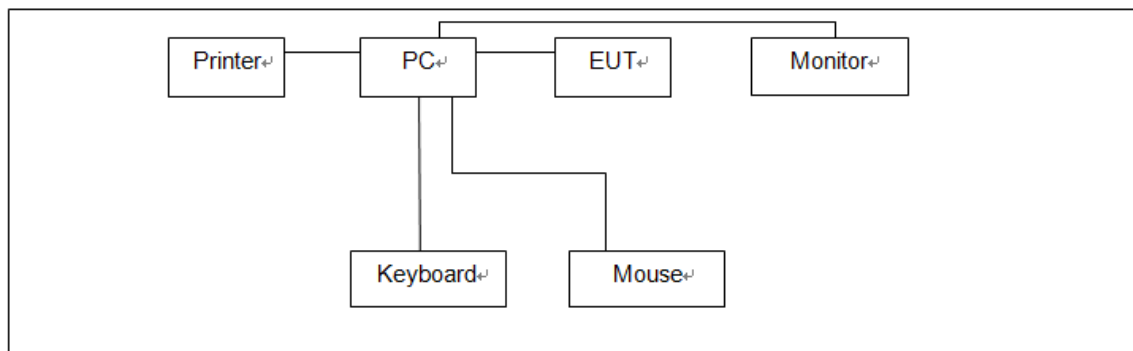 Printer
PC
EUT
Monitor
Keyboard
Mouse